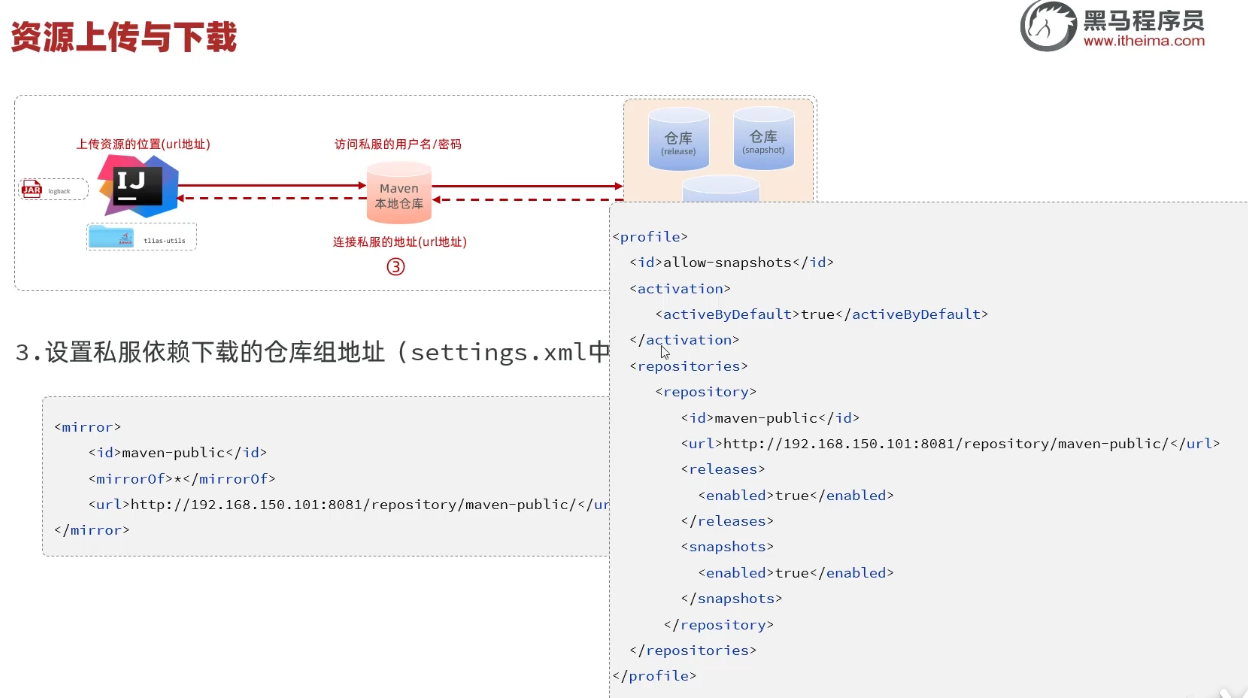 资源上传与下载
黑马程序员
www.itheima.com
上传资源的位置(url地址)
访问私服的用户名/密码
仓库
(release)
仓库
(snapshot)
JAR
logback
IJ
Maven
本地仓库
tlias-utils
连接私服的地址(url地址)
③
3.设置私服依赖下载的仓库组地址（settings.xml中
<mirror>
<id>maven-public</id>
<mirrorOf>*</mirrorOf>
<url>http://192.168.150.101:8081/repository/maven-public/</ur
</mirror>
<profile>
<id>allow-snapshots</id>
<activation>
<activeByDefault>true</activeByDefault>
</activation>
<repositories>
<repository>
<id>maven-public</id>
<url>http://192.168.150.101:8081/repository/maven-public/</url>
<releases>
<enabled>true</enabled>
</releases>
<snapshots>
<enabled>true</enabled>
</snapshots>
</repository>
</repositories>
</profile>